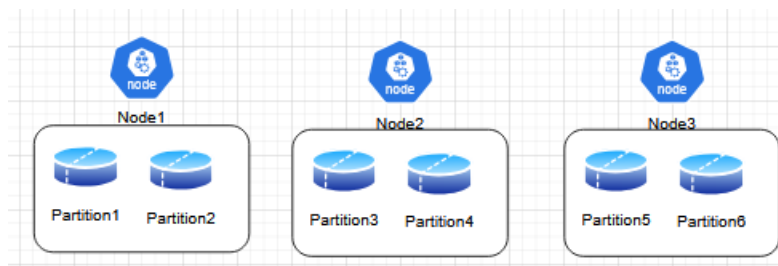 node
node
node
Node1
Node2
Node3
Partition1
Partition2
Partition3
Partition4
Partition5
Partition6